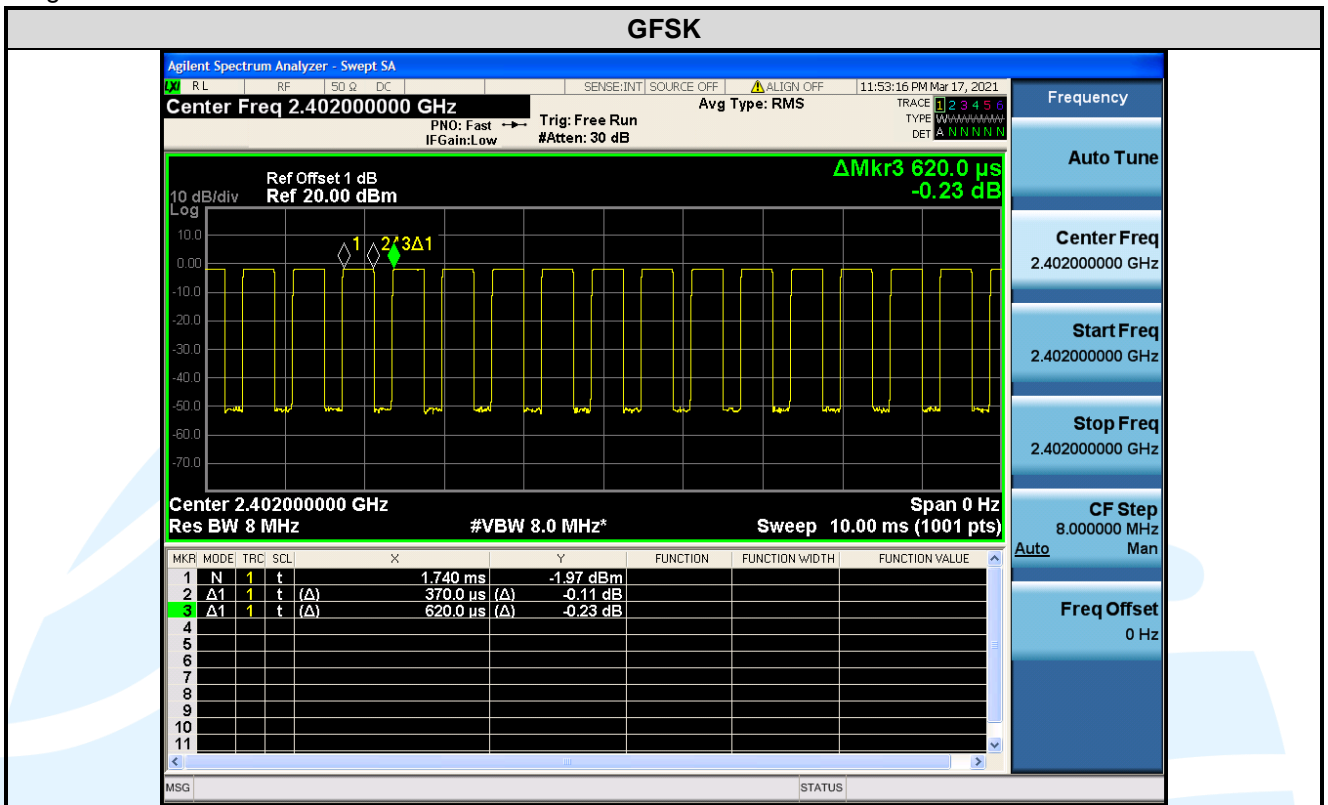 GFSK
Agilent Spectrum Analyzer - Swept SA
LXI RL RF 50 Ω DC SENSE:INT SOURCE OFF ALIGN OFF 11:53:16 PM Mar 17, 2021
Center Freq 2.402000000 GHz Avg Type: RMS TRACE 1 2 3 4 5 6
PNO: Fast Trig: Free Run TYPE WWWWWW
IFGain:Low #Atten: 30 dB DET A N N N N N
ΔMkr3 620.0 µs
-0.23 dB
Ref Offset 1 dB
10 dB/div Ref 20.00 dBm
Log
10.0
0.00
-10.0
-20.0
-30.0
-40.0
-50.0
-60.0
-70.0
1 3Δ1
Center 2.402000000 GHz Span 0 Hz
Res BW 8 MHz #VBW 8.0 MHz* Sweep 10.00 ms (1001 pts)
MKR MODE TRC SCL X Y FUNCTION FUNCTION WIDTH FUNCTION VALUE
1 N 1 t 1.740 ms -1.97 dBm
2 Δ1 1 t (Δ) 370.0 µs (Δ) -0.11 dB
3 Δ1 1 t (Δ) 620.0 µs (Δ) -0.23 dB
4
5
6
7
8
9
10
11
MSG STATUS
Frequency
Auto Tune
Center Freq
2.402000000 GHz
Start Freq
2.402000000 GHz
Stop Freq
2.402000000 GHz
CF Step
8.000000 MHz
Auto Man
Freq Offset
0 Hz